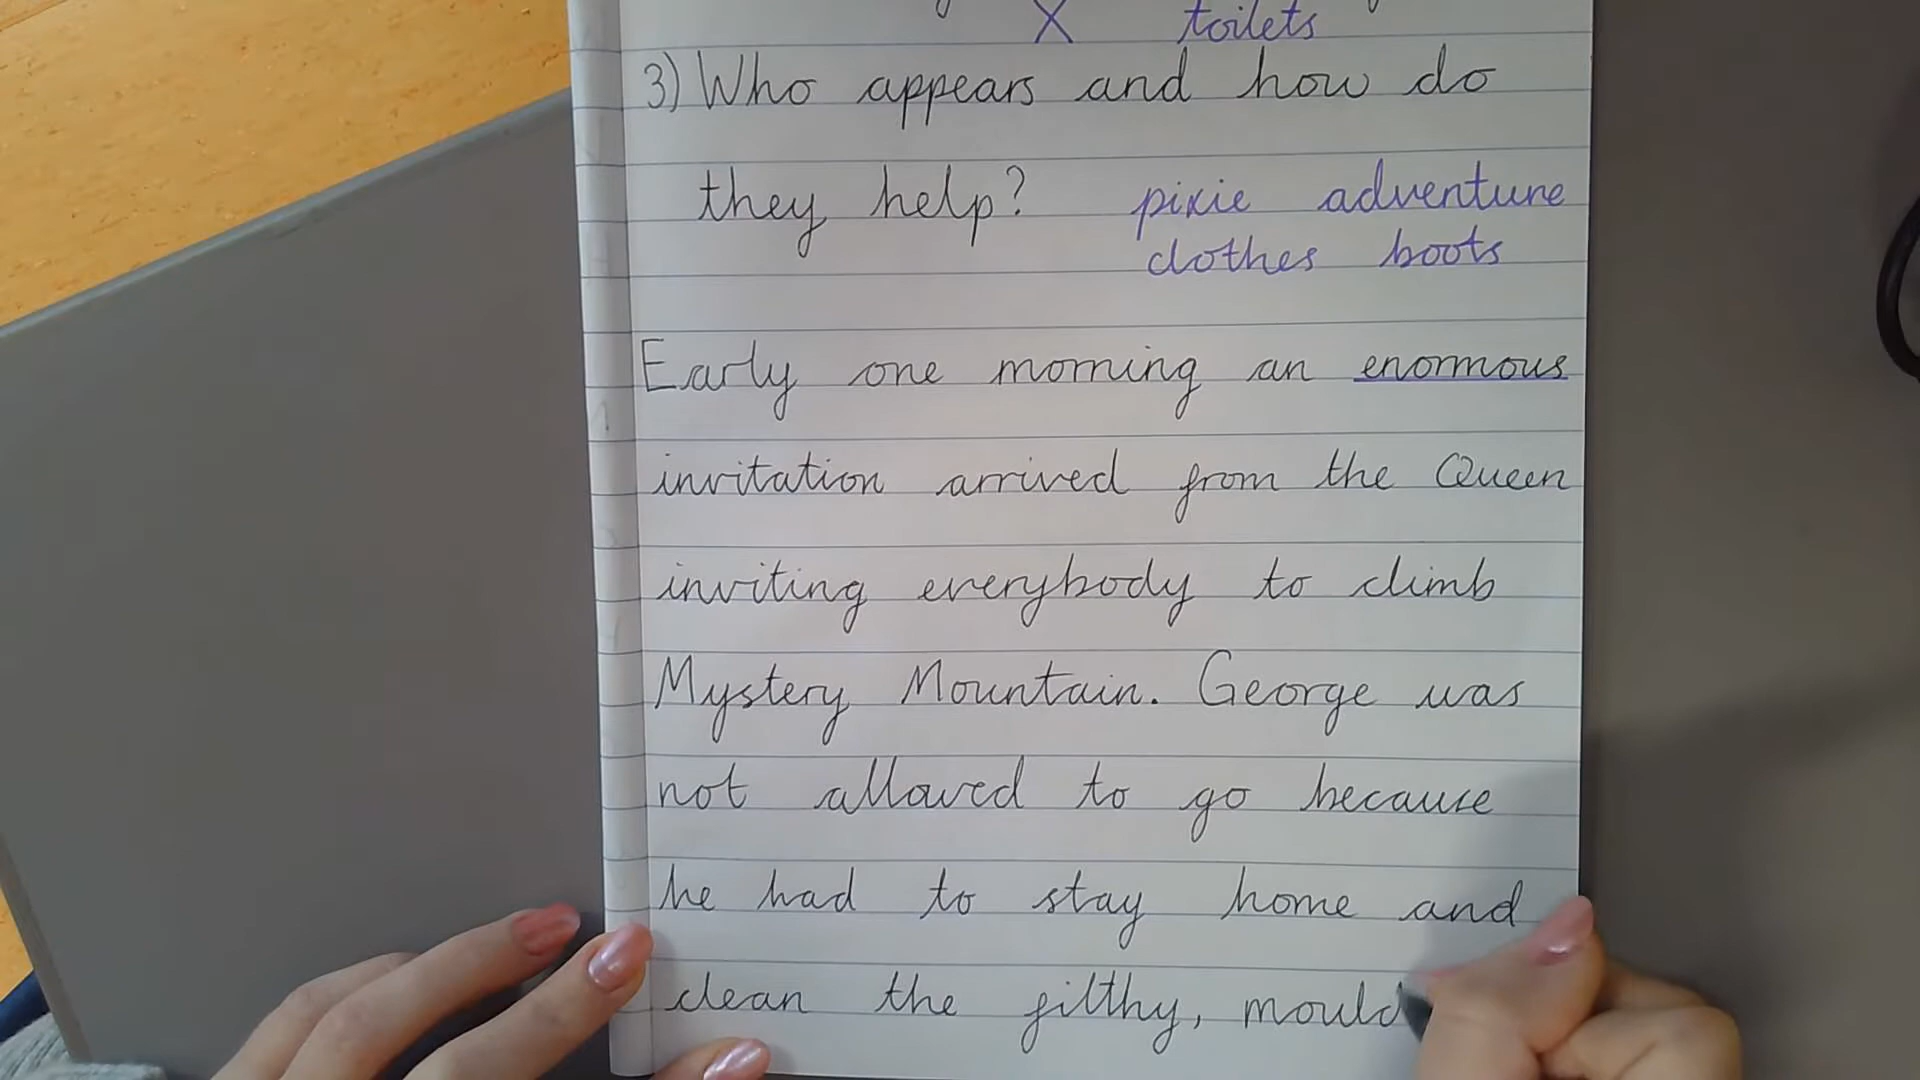 X toilets
3) Who appears and how do
they help? pixie adventure
clothes boots
Early one morning an enormous
invitation arrived from the Queen
inviting everybody to climb
Mystery Mountain. George was
not allowed to go because
he had to stay home and
clean the filthy, mould